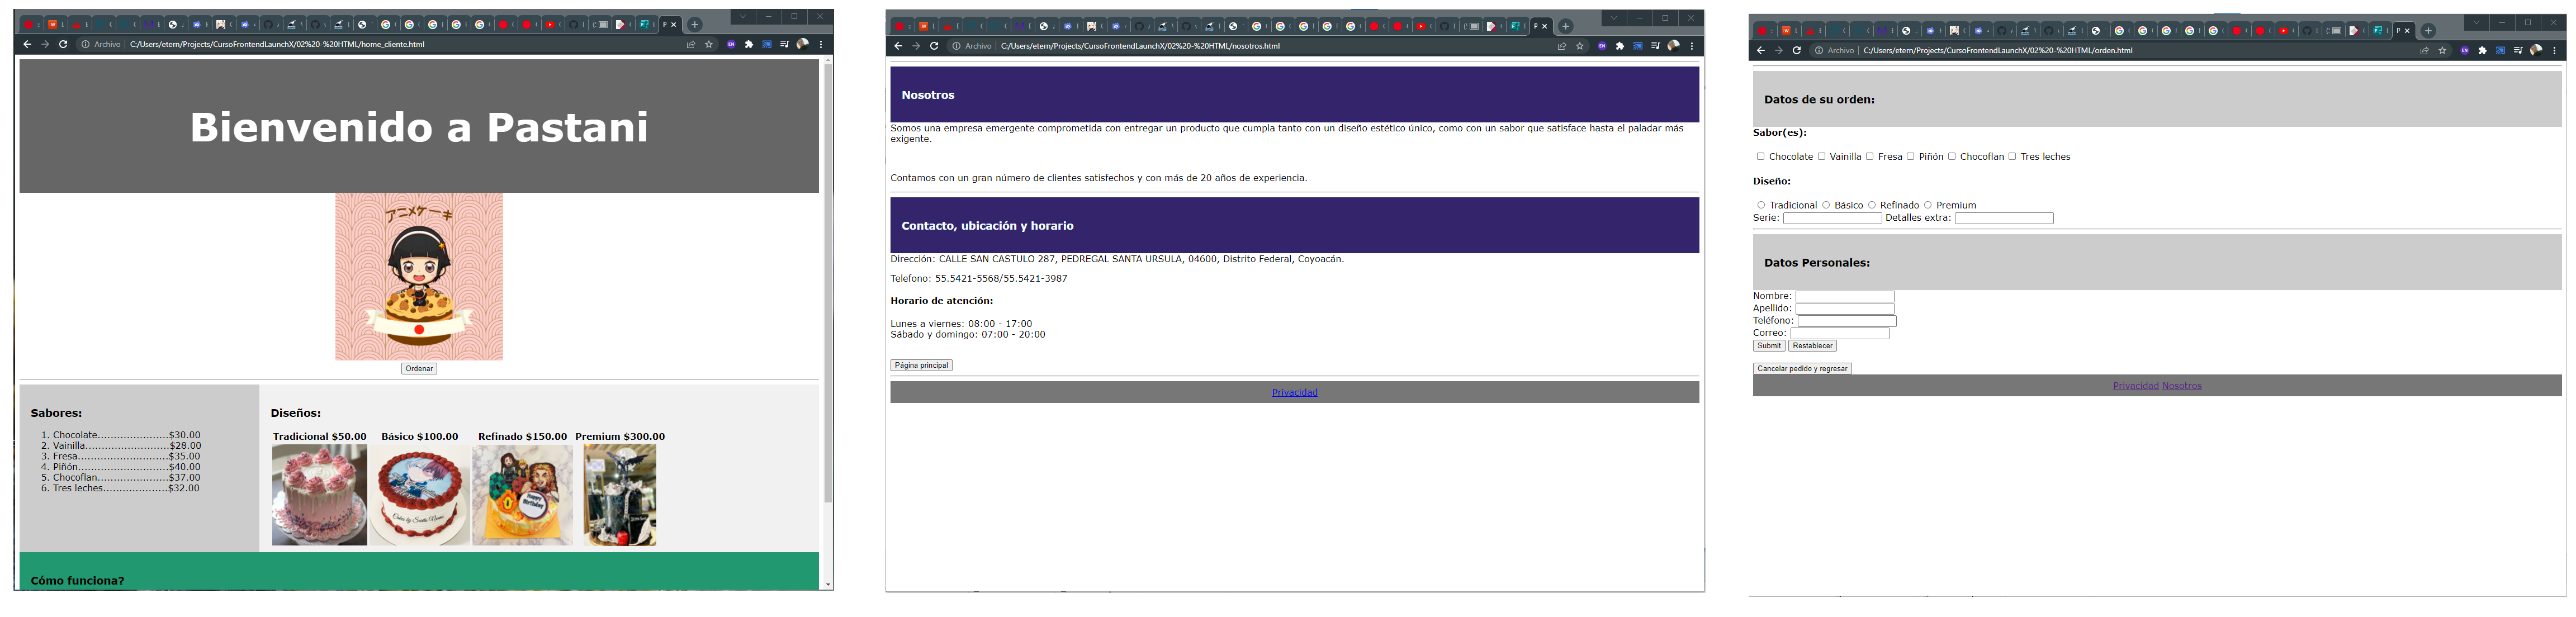 Archivo | C:/Users/etern/Projects/CursoFrontendLaunchX/02%20-%20HTML/home_cliente.html
Bienvenido a Pastani
アニメケーキ
Ordenar
Sabores:
1. Chocolate......................$30.00
2. Vainilla..........................$28.00
3. Fresa............................$35.00
4. Piñón............................$40.00
5. Chocoflan......................$37.00
6. Tres leches....................$32.00
Diseños:
Tradicional $50.00 Básico $100.00 Refinado $150.00 Premium $300.00
Happy Birthday
Cómo funciona?
Archivo | C:/Users/etern/Projects/CursoFrontendLaunchX/02%20-%20HTML/nosotros.html
Nosotros
Somos una empresa emergente comprometida con entregar un producto que cumpla tanto con un diseño estético único, como con un sabor que satisface hasta el paladar más
exigente.
Contamos con un gran número de clientes satisfechos y con más de 20 años de experiencia.
Contacto, ubicación y horario
Dirección: CALLE SAN CASTULO 287, PEDREGAL SANTA URSULA, 04600, Distrito Federal, Coyoacán.
Telefono: 55.5421-5568/55.5421-3987
Horario de atención:
Lunes a viernes: 08:00 - 17:00
Sábado y domingo: 07:00 - 20:00
Página principal
Privacidad
Archivo | C:/Users/etern/Projects/CursoFrontendLaunchX/02%20-%20HTML/orden.html
Datos de su orden:
Sabor(es):
Chocolate Vainilla Fresa Piñón Chocoflan Tres leches
Diseño:
Tradicional Básico Refinado Premium
Serie: Detalles extra:
Datos Personales:
Nombre:
Apellido:
Teléfono:
Correo:
Submit Restablecer
Cancelar pedido y regresar
Privacidad Nosotros